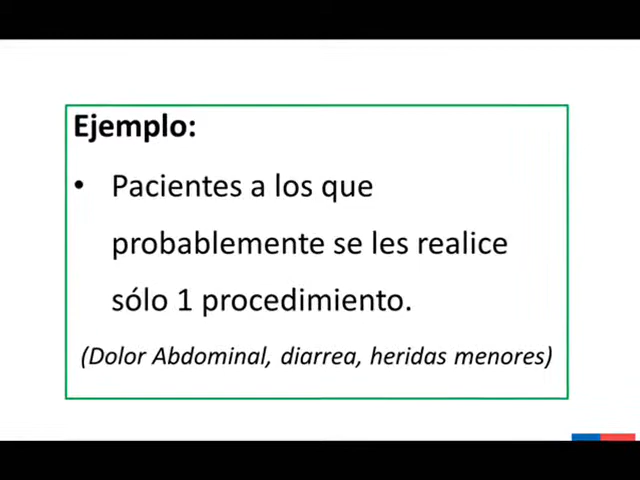 Ejemplo:
• Pacientes a los que
probablemente se les realice
sólo 1 procedimiento.
(Dolor Abdominal, diarrea, heridas menores)